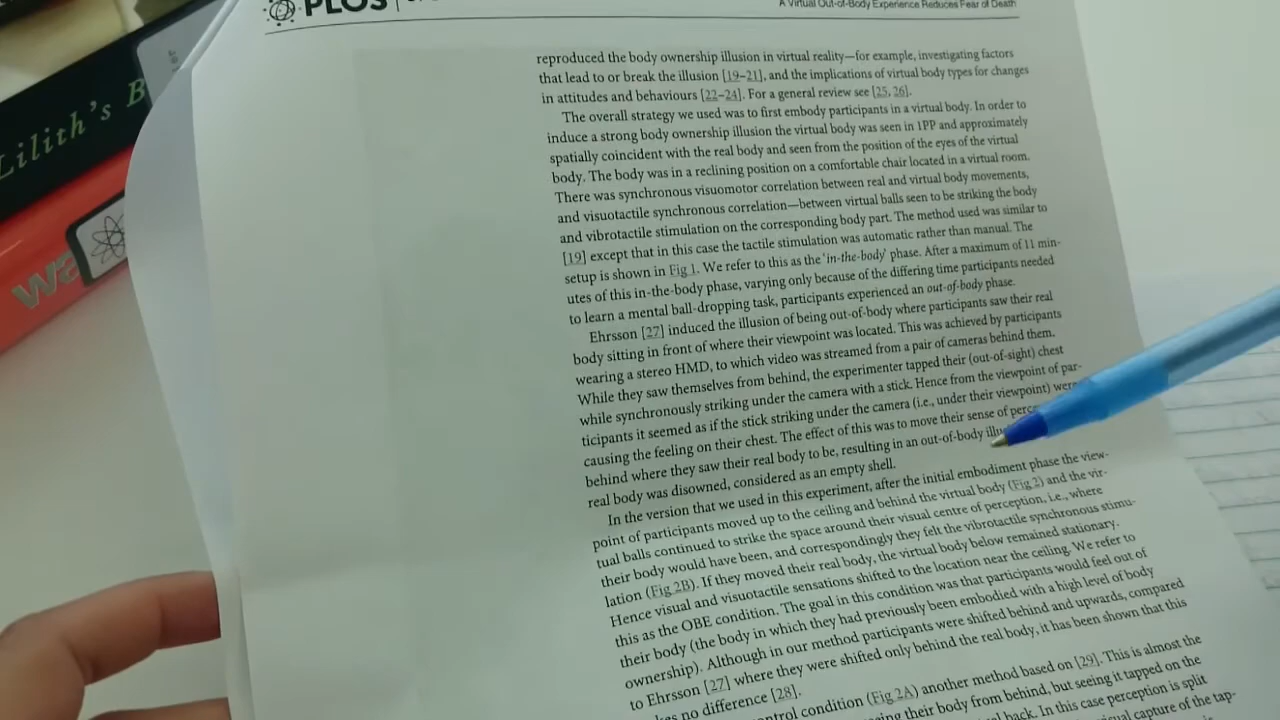 PLOS
A Virtual Out-of-Body Experience Reduces Fear of Death
Lilith's B
wa
reproduced the body ownership illusion in virtual reality—for example, investigating factors
that lead to or break the illusion [19–21], and the implications of virtual body types for changes
in attitudes and behaviours [22–24]. For a general review see [25, 26].
The overall strategy we used was to first embody participants in a virtual body. In order to
induce a strong body ownership illusion the virtual body was seen in 1PP and approximately
spatially coincident with the real body and seen from the position of the eyes of the virtual
body. The body was in a reclining position on a comfortable chair located in a virtual room.
There was synchronous visuomotor correlation between real and virtual body movements,
and visuotactile synchronous correlation—between virtual balls seen to be striking the body
and vibrotactile stimulation on the corresponding body part. The method used was similar to
[19] except that in this case the tactile stimulation was automatic rather than manual. The
setup is shown in Fig 1. We refer to this as the 'in-the-body' phase. After a maximum of 11 min-
utes of this in-the-body phase, varying only because of the differing time participants needed
to learn a mental ball-dropping task, participants experienced an out-of-body phase.
Ehrsson [27] induced the illusion of being out-of-body where participants saw their real
body sitting in front of where their viewpoint was located. This was achieved by participants
wearing a stereo HMD, to which video was streamed from a pair of cameras behind them.
While they saw themselves from behind, the experimenter tapped their (out-of-sight) chest
while synchronously striking under the camera with a stick. Hence from the viewpoint of par-
ticipants it seemed as if the stick striking under the camera (i.e., under their viewpoint) were
causing the feeling on their chest. The effect of this was to move their sense of perc
behind where they saw their real body to be, resulting in an out-of-body illu
real body was disowned, considered as an empty shell.
In the version that we used in this experiment, after the initial embodiment phase the view-
point of participants moved up to the ceiling and behind the virtual body (Fig 2) and the vir-
tual balls continued to strike the space around their visual centre of perception, i.e., where
their body would have been, and correspondingly they felt the vibrotactile synchronous stimu-
lation (Fig 2B). If they moved their real body, the virtual body below remained stationary.
Hence visual and visuotactile sensations shifted to the location near the ceiling. We refer to
this as the OBE condition. The goal in this condition was that participants would feel out of
their body (the body in which they had previously been embodied with a high level of body
ownership). Although in our method participants were shifted behind and upwards, compared
to Ehrsson [27] where they were shifted only behind the real body, it has been shown that this
kes no difference [28].
ntrol condition (Fig 2A) another method based on [29]. This is almost the
eing their body from behind, but seeing it tapped on the
al back. In this case perception is split
sual capture of the tap-